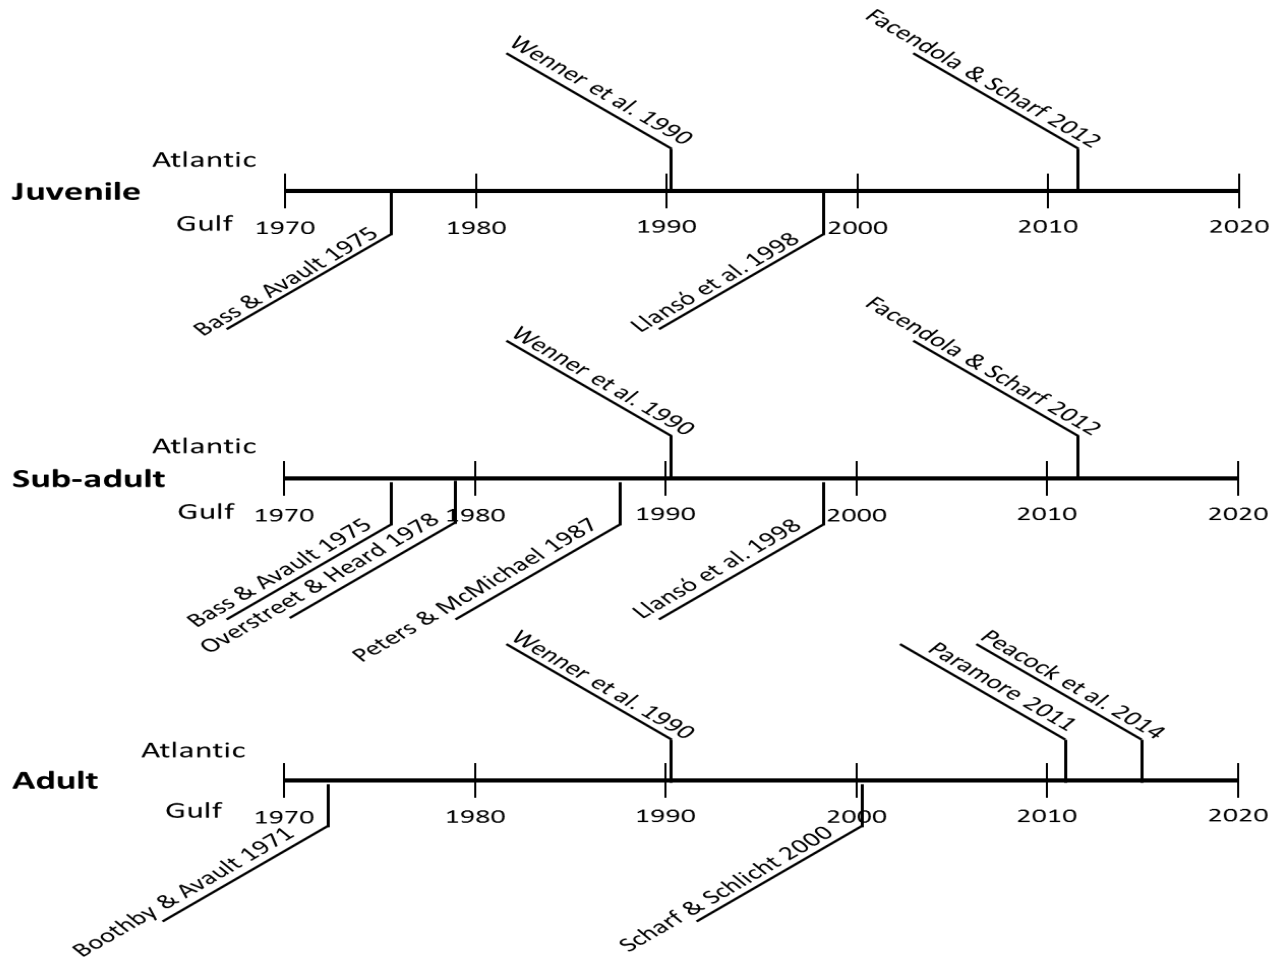 Facendola & Scharf 2012
Wenner et al. 1990
Atlantic
Juvenile
Gulf
1970 1980 1990 2000 2010 2020
Bass & Avault 1975
Llansó et al. 1998
Facendola & Scharf 2012
Wenner et al. 1990
Atlantic
Sub-adult
Gulf
1970 1980 1990 2000 2010 2020
Bass & Avault 1975
Overstreet & Heard 1978
Peters & McMichael 1987
Llansó et al. 1998
Wenner et al. 1990
Paramore 2011
Peacock et al. 2014
Atlantic
Adult
Gulf
1970 1980 1990 2000 2010 2020
Boothby & Avault 1971
Scharf & Schlicht 2000